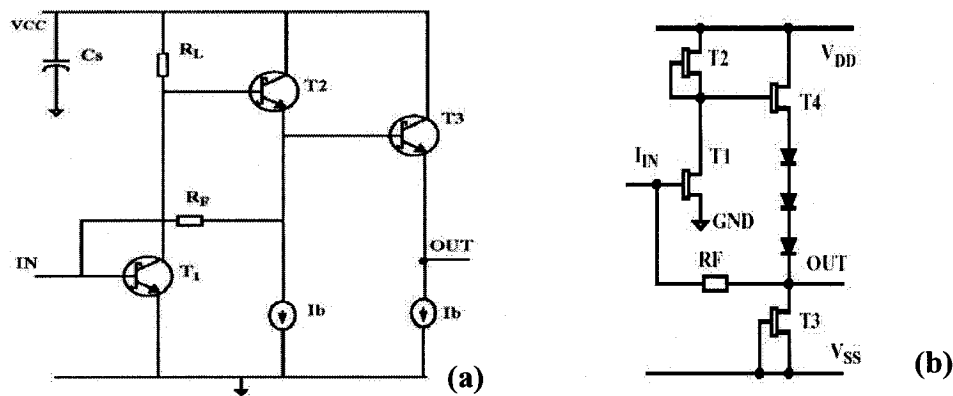 VCC
Cs
RL
T2
T3
RF
IN
T1
OUT
Ib
Ib
(a)
T2
VDD
T4
T1
IIN
GND
RF
OUT
T3
VSS
(b)